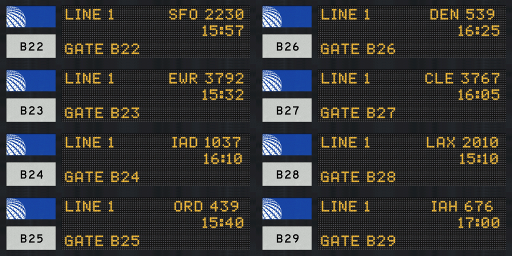 LINE 1 SFO 2230
15:57
B22 GATE B22
LINE 1 EWR 3792
15:32
B23 GATE B23
LINE 1 IAD 1037
16:10
B24 GATE B24
LINE 1 ORD 439
15:40
B25 GATE B25
LINE 1 DEN 539
16:25
B26 GATE B26
LINE 1 CLE 3767
16:05
B27 GATE B27
LINE 1 LAX 2010
15:10
B28 GATE B28
LINE 1 IAH 676
17:00
B29 GATE B29